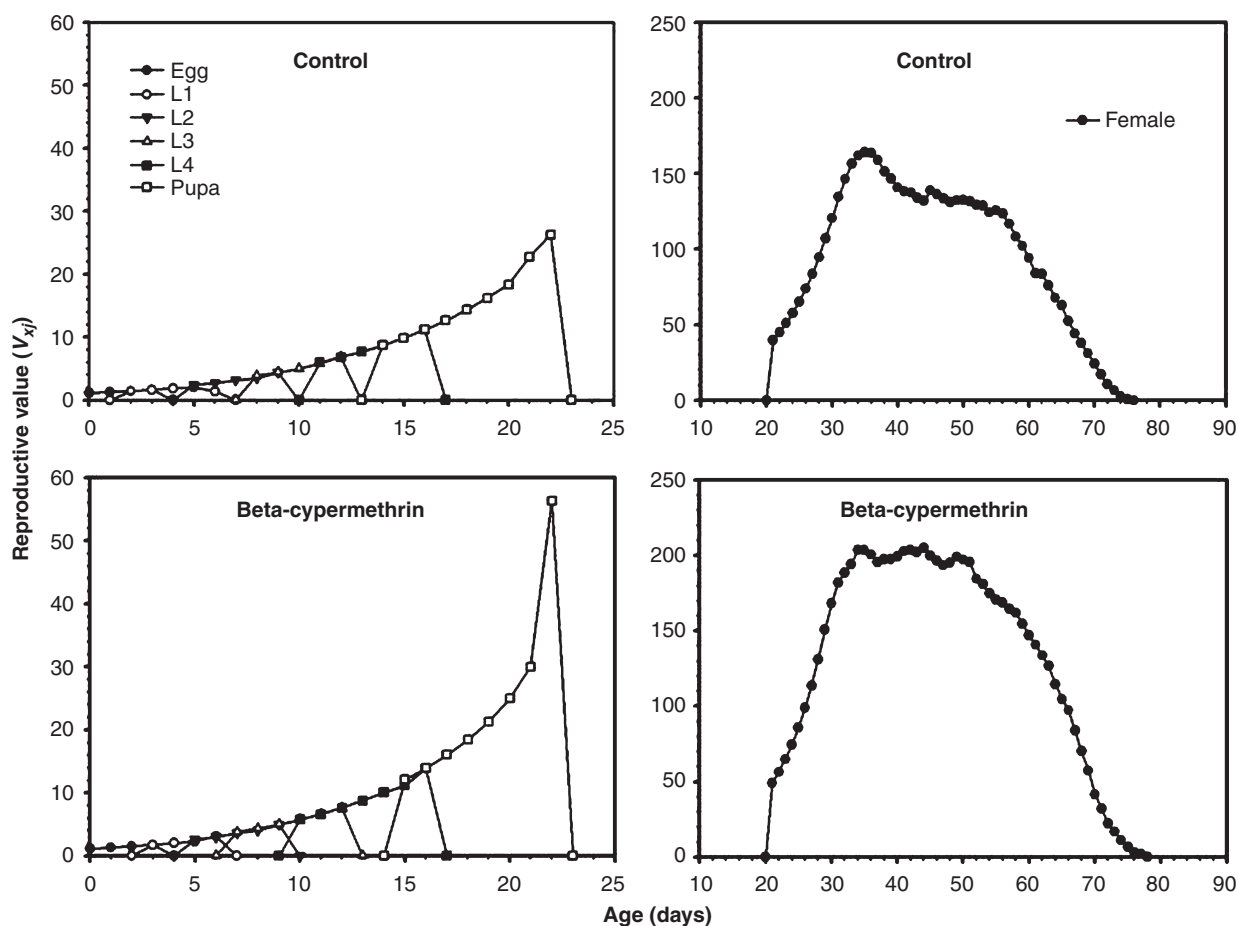 Reproductive value (Vxj)
60
50
40
30
20
10
0
Control
Egg
L1
L2
L3
L4
Pupa
0 5 10 15 20 25
250
200
150
100
50
0
Control
Female
10 20 30 40 50 60 70 80 90
60
50
40
30
20
10
0
Beta-cypermethrin
0 5 10 15 20 25
250
200
150
100
50
0
Beta-cypermethrin
10 20 30 40 50 60 70 80 90
Age (days)